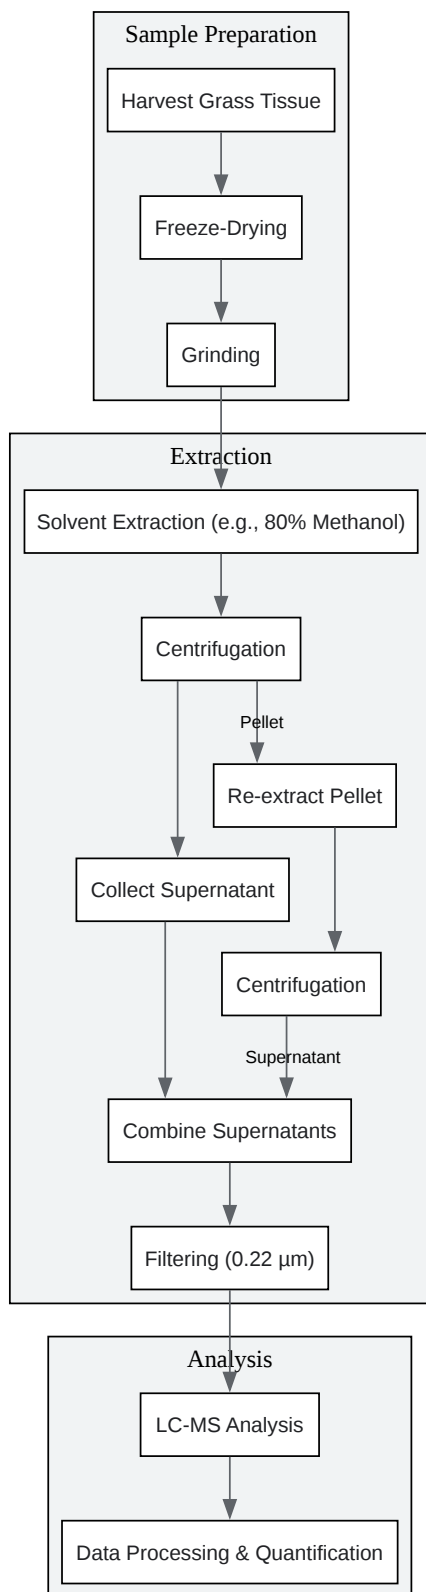 Sample Preparation
Harvest Grass Tissue
Freeze-Drying
Grinding
Extraction
Solvent Extraction (e.g., 80% Methanol)
Centrifugation
Pellet
Re-extract Pellet
Collect Supernatant
Centrifugation
Supernatant
Combine Supernatants
Filtering (0.22 µm)
Analysis
LC-MS Analysis
Data Processing & Quantification